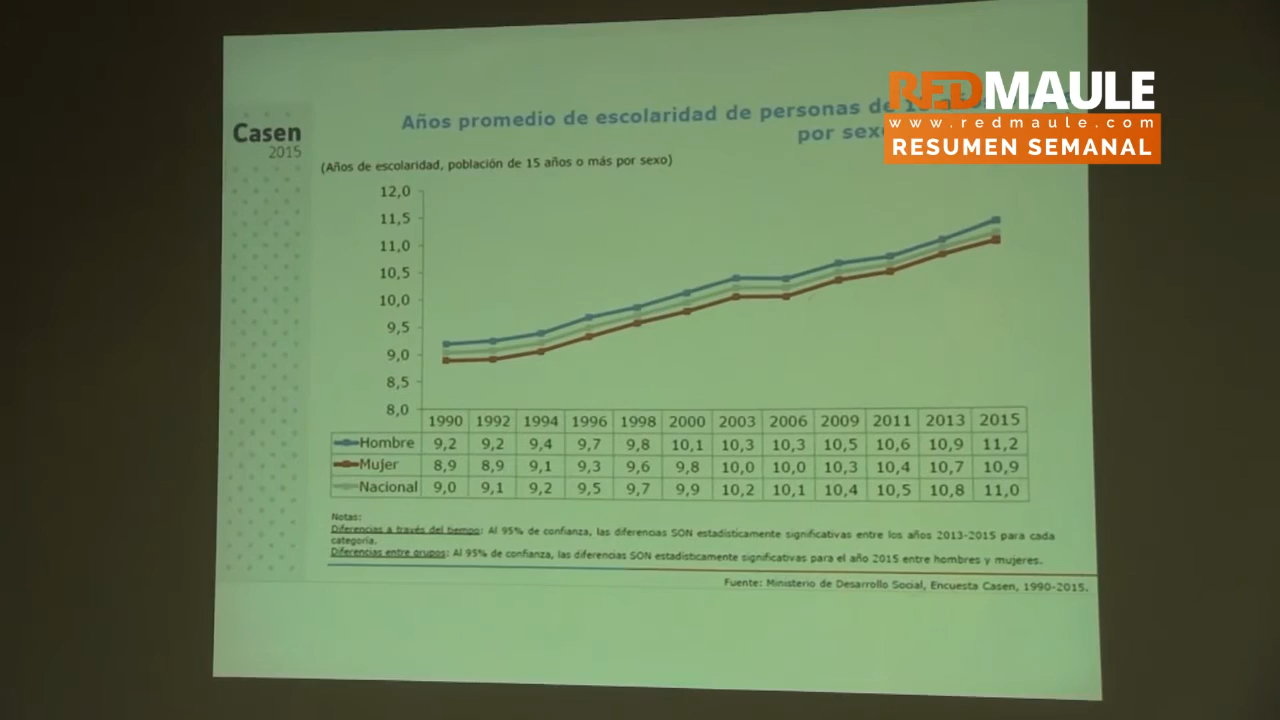 REDMAULE
www.redmaule.com
RESUMEN SEMANAL
Casen
2015
Años promedio de escolaridad de personas de
por sexo
(Años de escolaridad, población de 15 años o más por sexo)
12,0
11,5
11,0
10,5
10,0
9,5
9,0
8,5
8,0
1990 1992 1994 1996 1998 2000 2003 2006 2009 2011 2013 2015
Hombre 9,2 9,2 9,4 9,7 9,8 10,1 10,3 10,3 10,5 10,6 10,9 11,2
Mujer 8,9 8,9 9,1 9,3 9,6 9,8 10,0 10,0 10,3 10,4 10,7 10,9
Nacional 9,0 9,1 9,2 9,5 9,7 9,9 10,2 10,1 10,4 10,5 10,8 11,0
Notas:
Diferencias a través del tiempo: Al 95% de confianza, las diferencias SON estadísticamente significativas entre los años 2013-2015 para cada
categoría.
Diferencias entre grupos: Al 95% de confianza, las diferencias SON estadísticamente significativas para el año 2015 entre hombres y mujeres.
Fuente: Ministerio de Desarrollo Social, Encuesta Casen, 1990-2015.